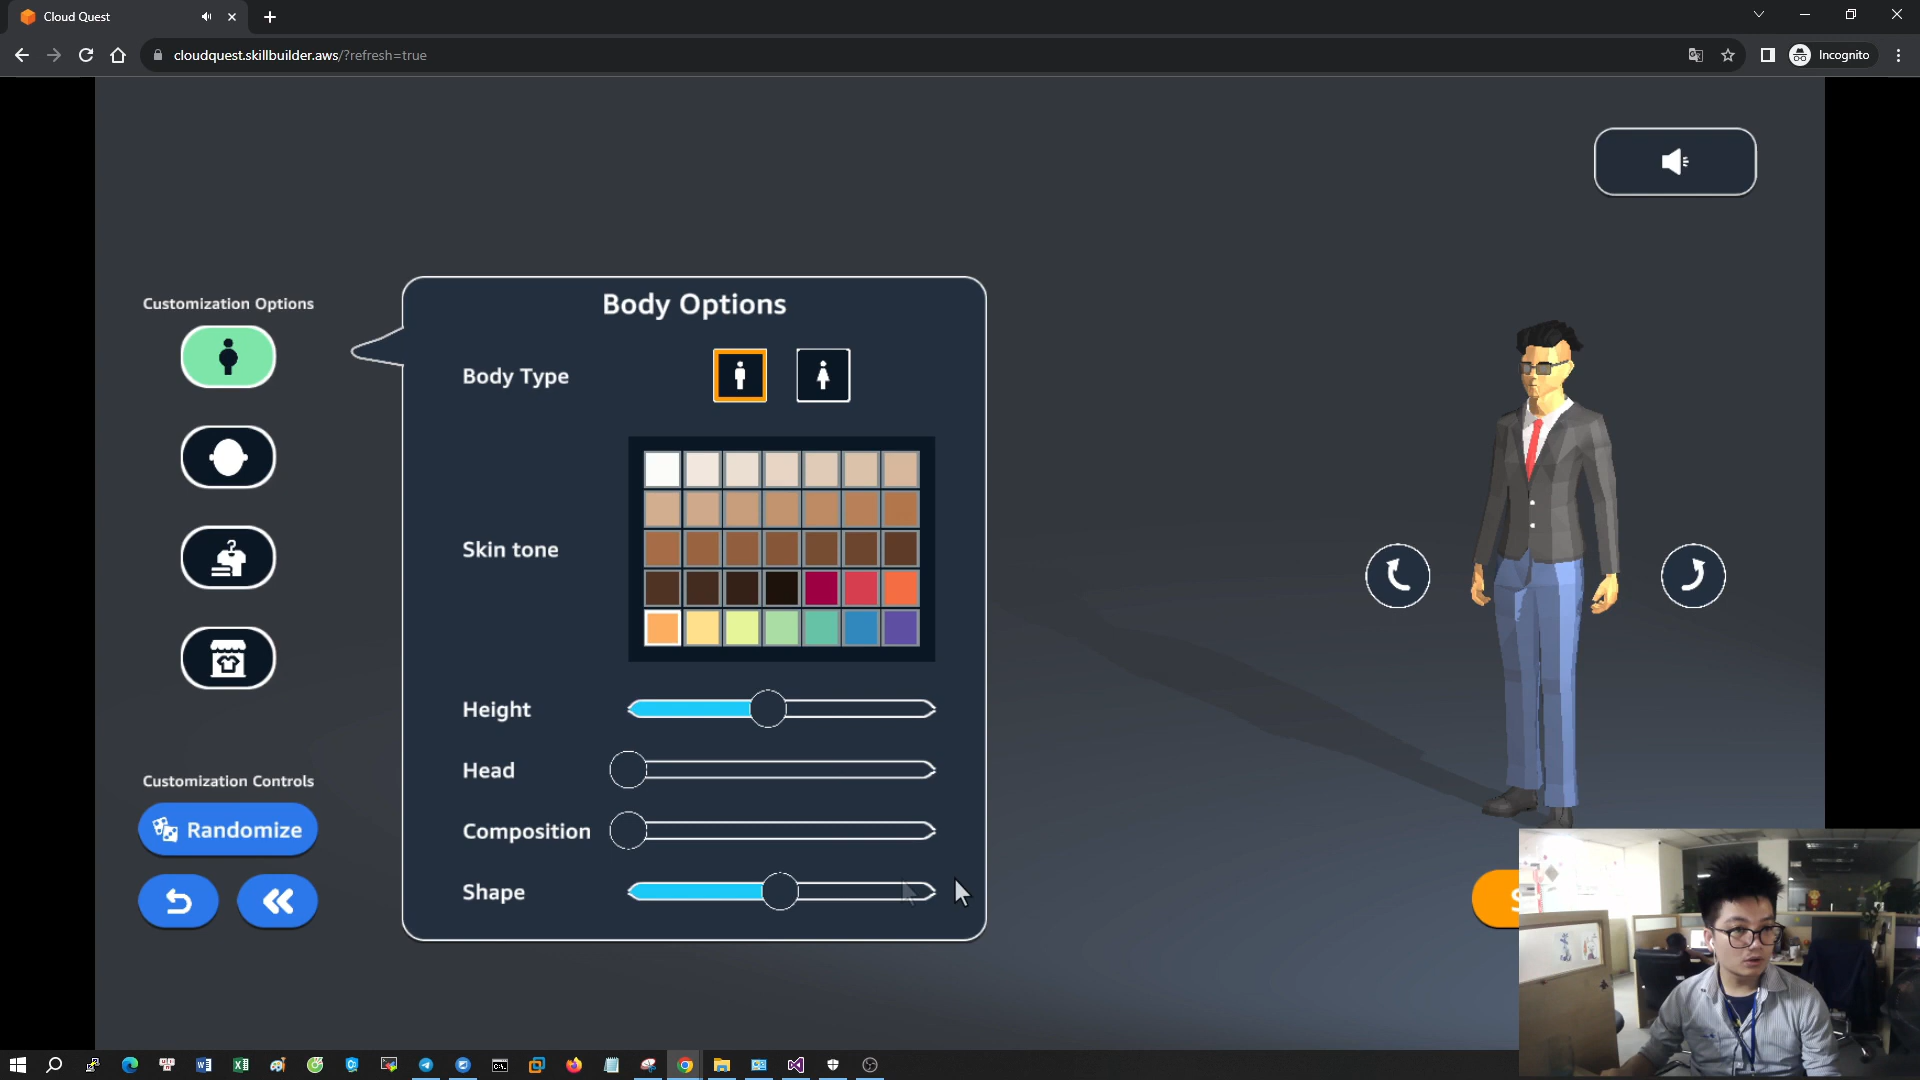 Cloud Quest
cloudquest.skillbuilder.aws/?refresh=true
Incognito
Customization Options
Body Options
Body Type
Skin tone
Height
Head
Composition
Shape
Customization Controls
Randomize